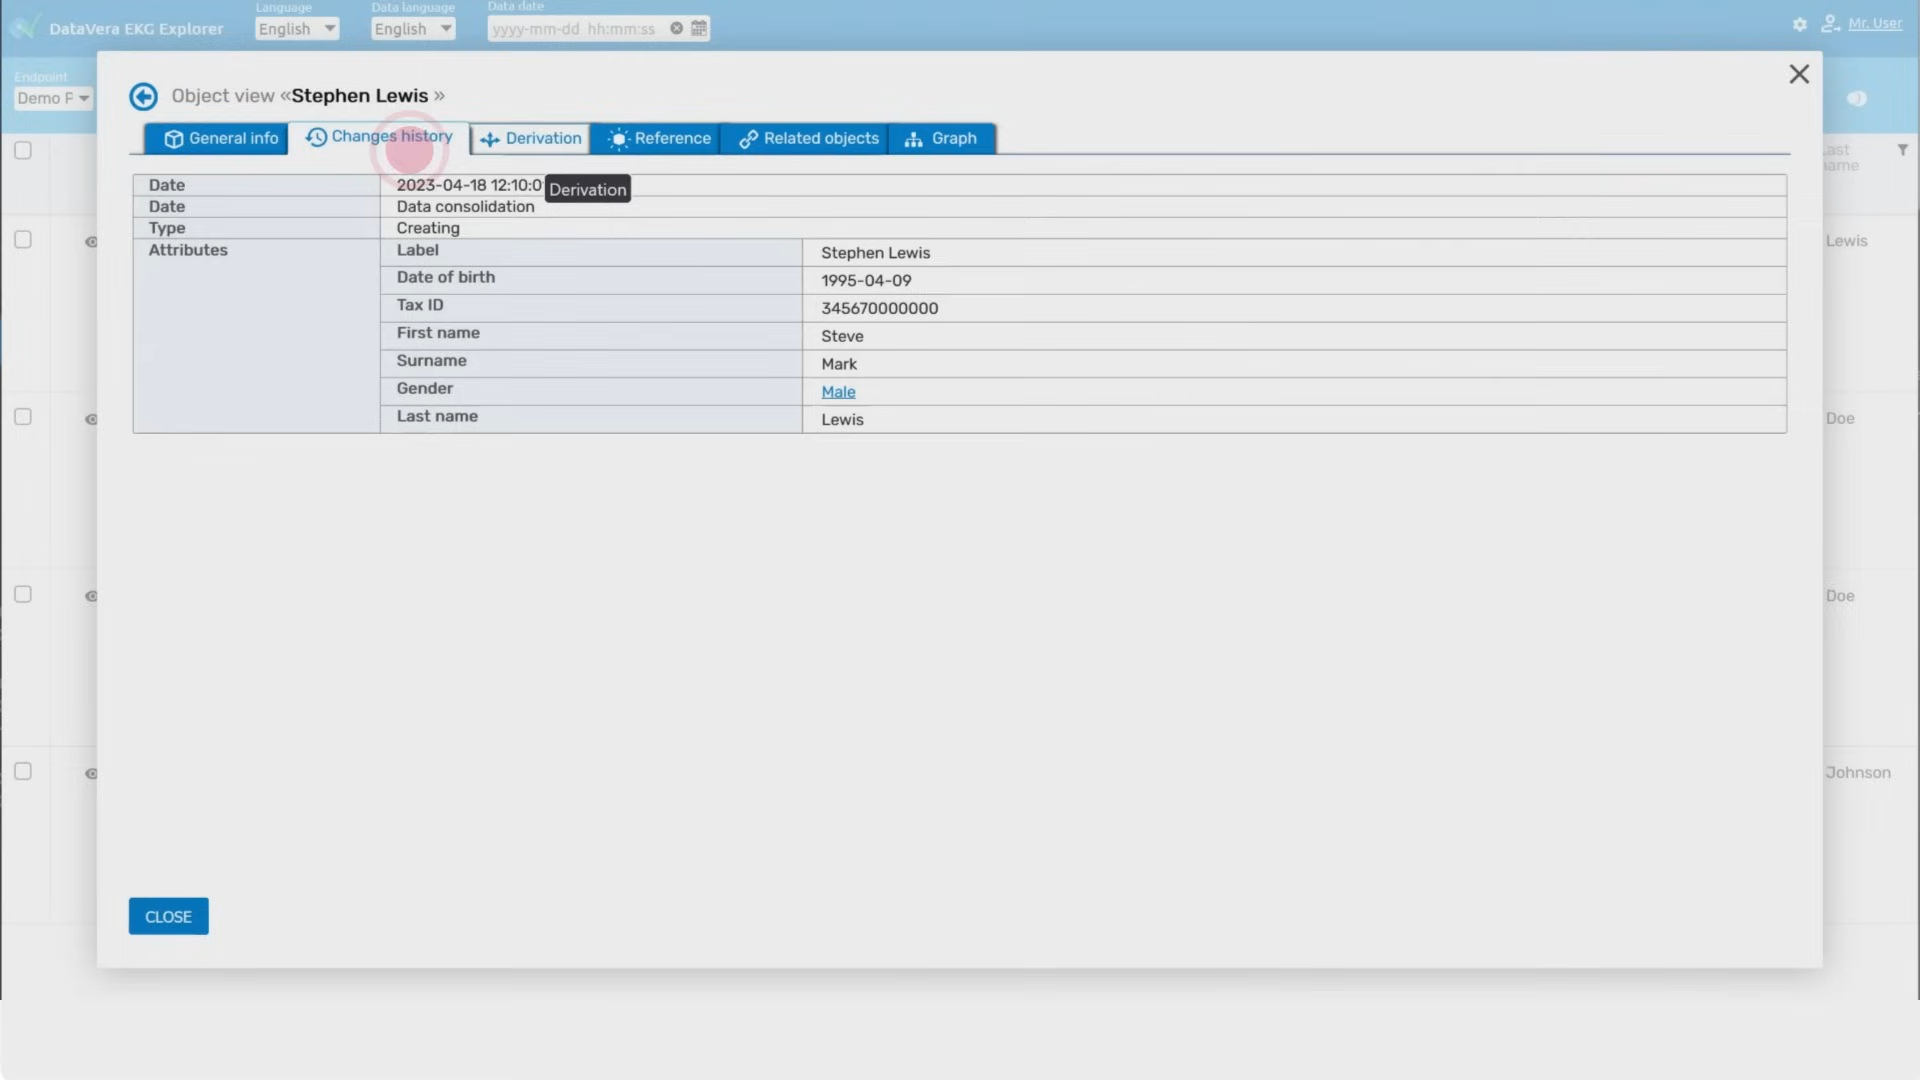 Language
Data language
Data date
DataVera EKG Explorer
English
English
yyyy-mm-dd hh:mm:ss
Mr. User
Endpoint
Demo F
Object view «Stephen Lewis »
General info
Changes history
Derivation
Reference
Related objects
Graph
Last name
Date 2023-04-18 12:10:0
Derivation
Date Data consolidation
Type Creating
Attributes Label Stephen Lewis
Date of birth 1995-04-09
Tax ID 345670000000
First name Steve
Surname Mark
Gender Male
Last name Lewis
Lewis
Doe
Doe
Johnson
CLOSE